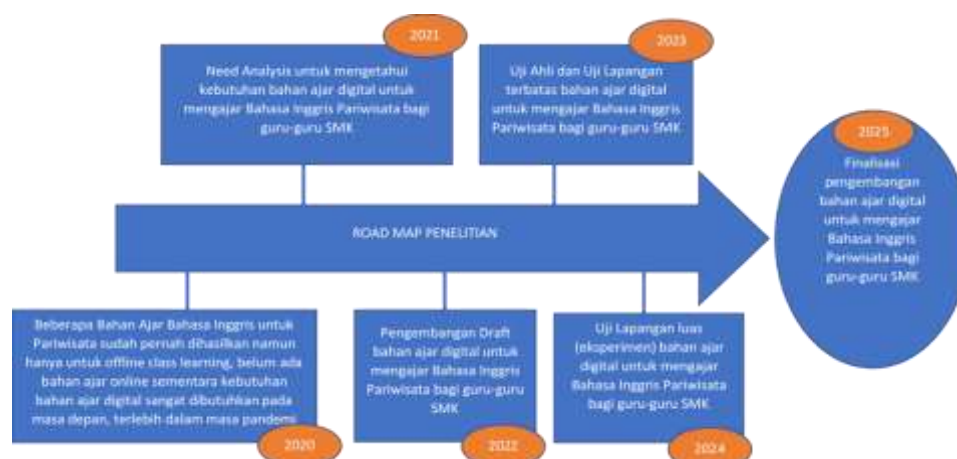 2021
Need Analysis untuk mengetahui
kebutuhan bahan ajar digital untuk
mengajar Bahasa Inggris Pariwisata bagi
guru-guru SMK
2023
Uji Ahli dan Uji Lapangan
terbatas bahan ajar digital
untuk mengajar Bahasa Inggris
Pariwisata bagi guru-guru SMK
2025
Finalisasi
pengembangan
bahan ajar digital
untuk mengajar
Bahasa Inggris
Pariwisata bagi
guru-guru SMK
ROAD MAP PENELITIAN
Beberapa Bahan Ajar Bahasa Inggris untuk
Pariwisata sudah pernah dihasilkan namun
hanya untuk offline class learning, belum ada
bahan ajar online sementara kebutuhan
bahan ajar digital sangat dibutuhkan pada
masa depan, terlebih dalam masa pandemi
2020
Pengembangan Draft
bahan ajar digital untuk
mengajar Bahasa Inggris
Pariwisata bagi guru-guru
SMK
2022
Uji Lapangan luas
(eksperimen) bahan ajar
digital untuk mengajar
Bahasa Inggris Pariwisata
bagi guru-guru SMK
2024